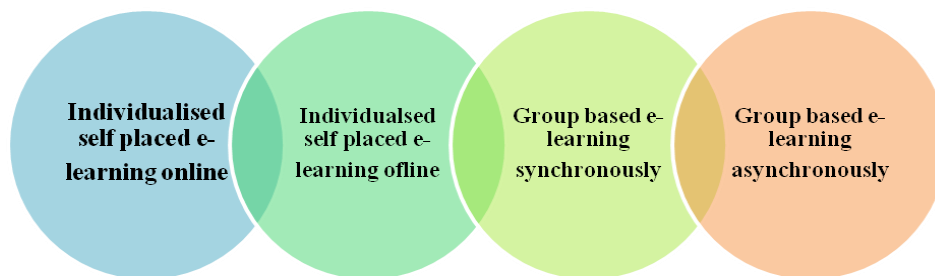 Individualised
self placed e-
learning online
Individualsed
self placed e-
learning ofline
Group based e-
learning
synchronously
Group based e-
learning
asynchronously